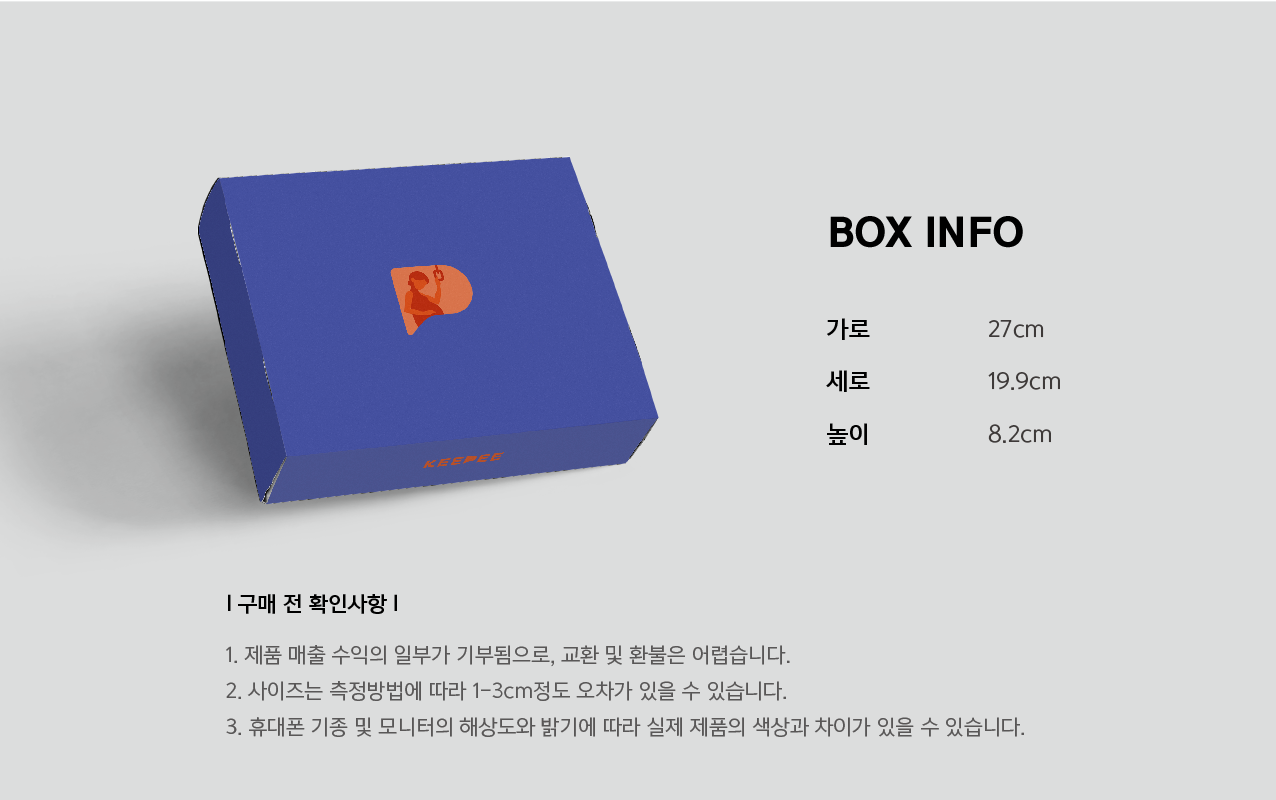 BOX INFO
가로 27cm
세로 19.9cm
높이 8.2cm
KEEPEE
| 구매 전 확인사항 |
1. 제품 매출 수익의 일부가 기부됨으로, 교환 및 환불은 어렵습니다.
2. 사이즈는 측정방법에 따라 1-3cm정도 오차가 있을 수 있습니다.
3. 휴대폰 기종 및 모니터의 해상도와 밝기에 따라 실제 제품의 색상과 차이가 있을 수 있습니다.